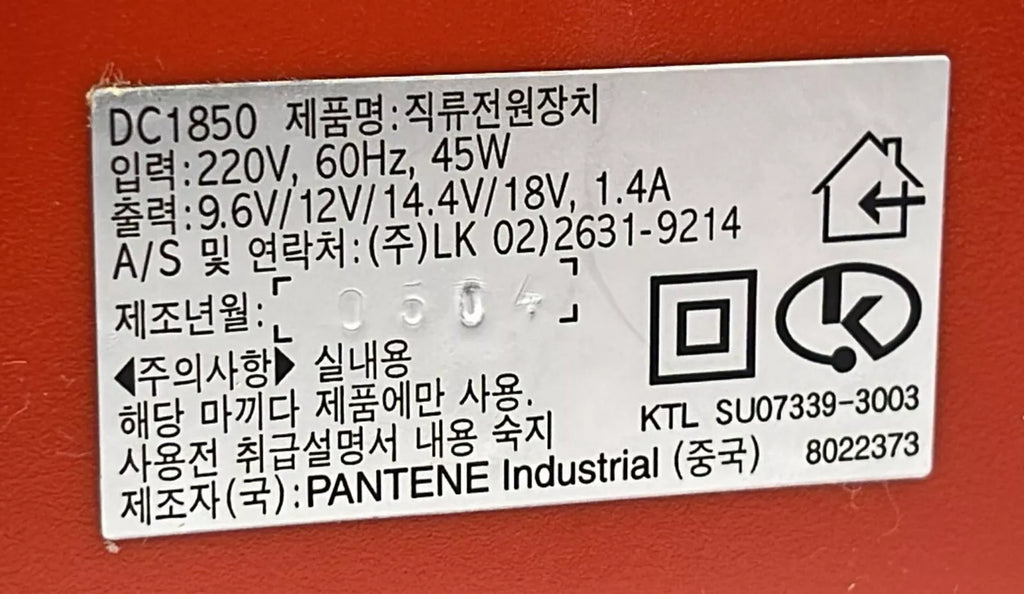 DC1850 제품명:직류전원장치
입력:220V, 60Hz, 45W
출력:9.6V/12V/14.4V/18V, 1.4A
A/S 및 연락처:(주)LK 02)2631-9214
제조년월: 0504
◀주의사항▶ 실내용
해당 마끼다 제품에만 사용.
사용전 취급설명서 내용 숙지
제조자(국):PANTENE Industrial (중국)
KTL SU07339-3003
8022373